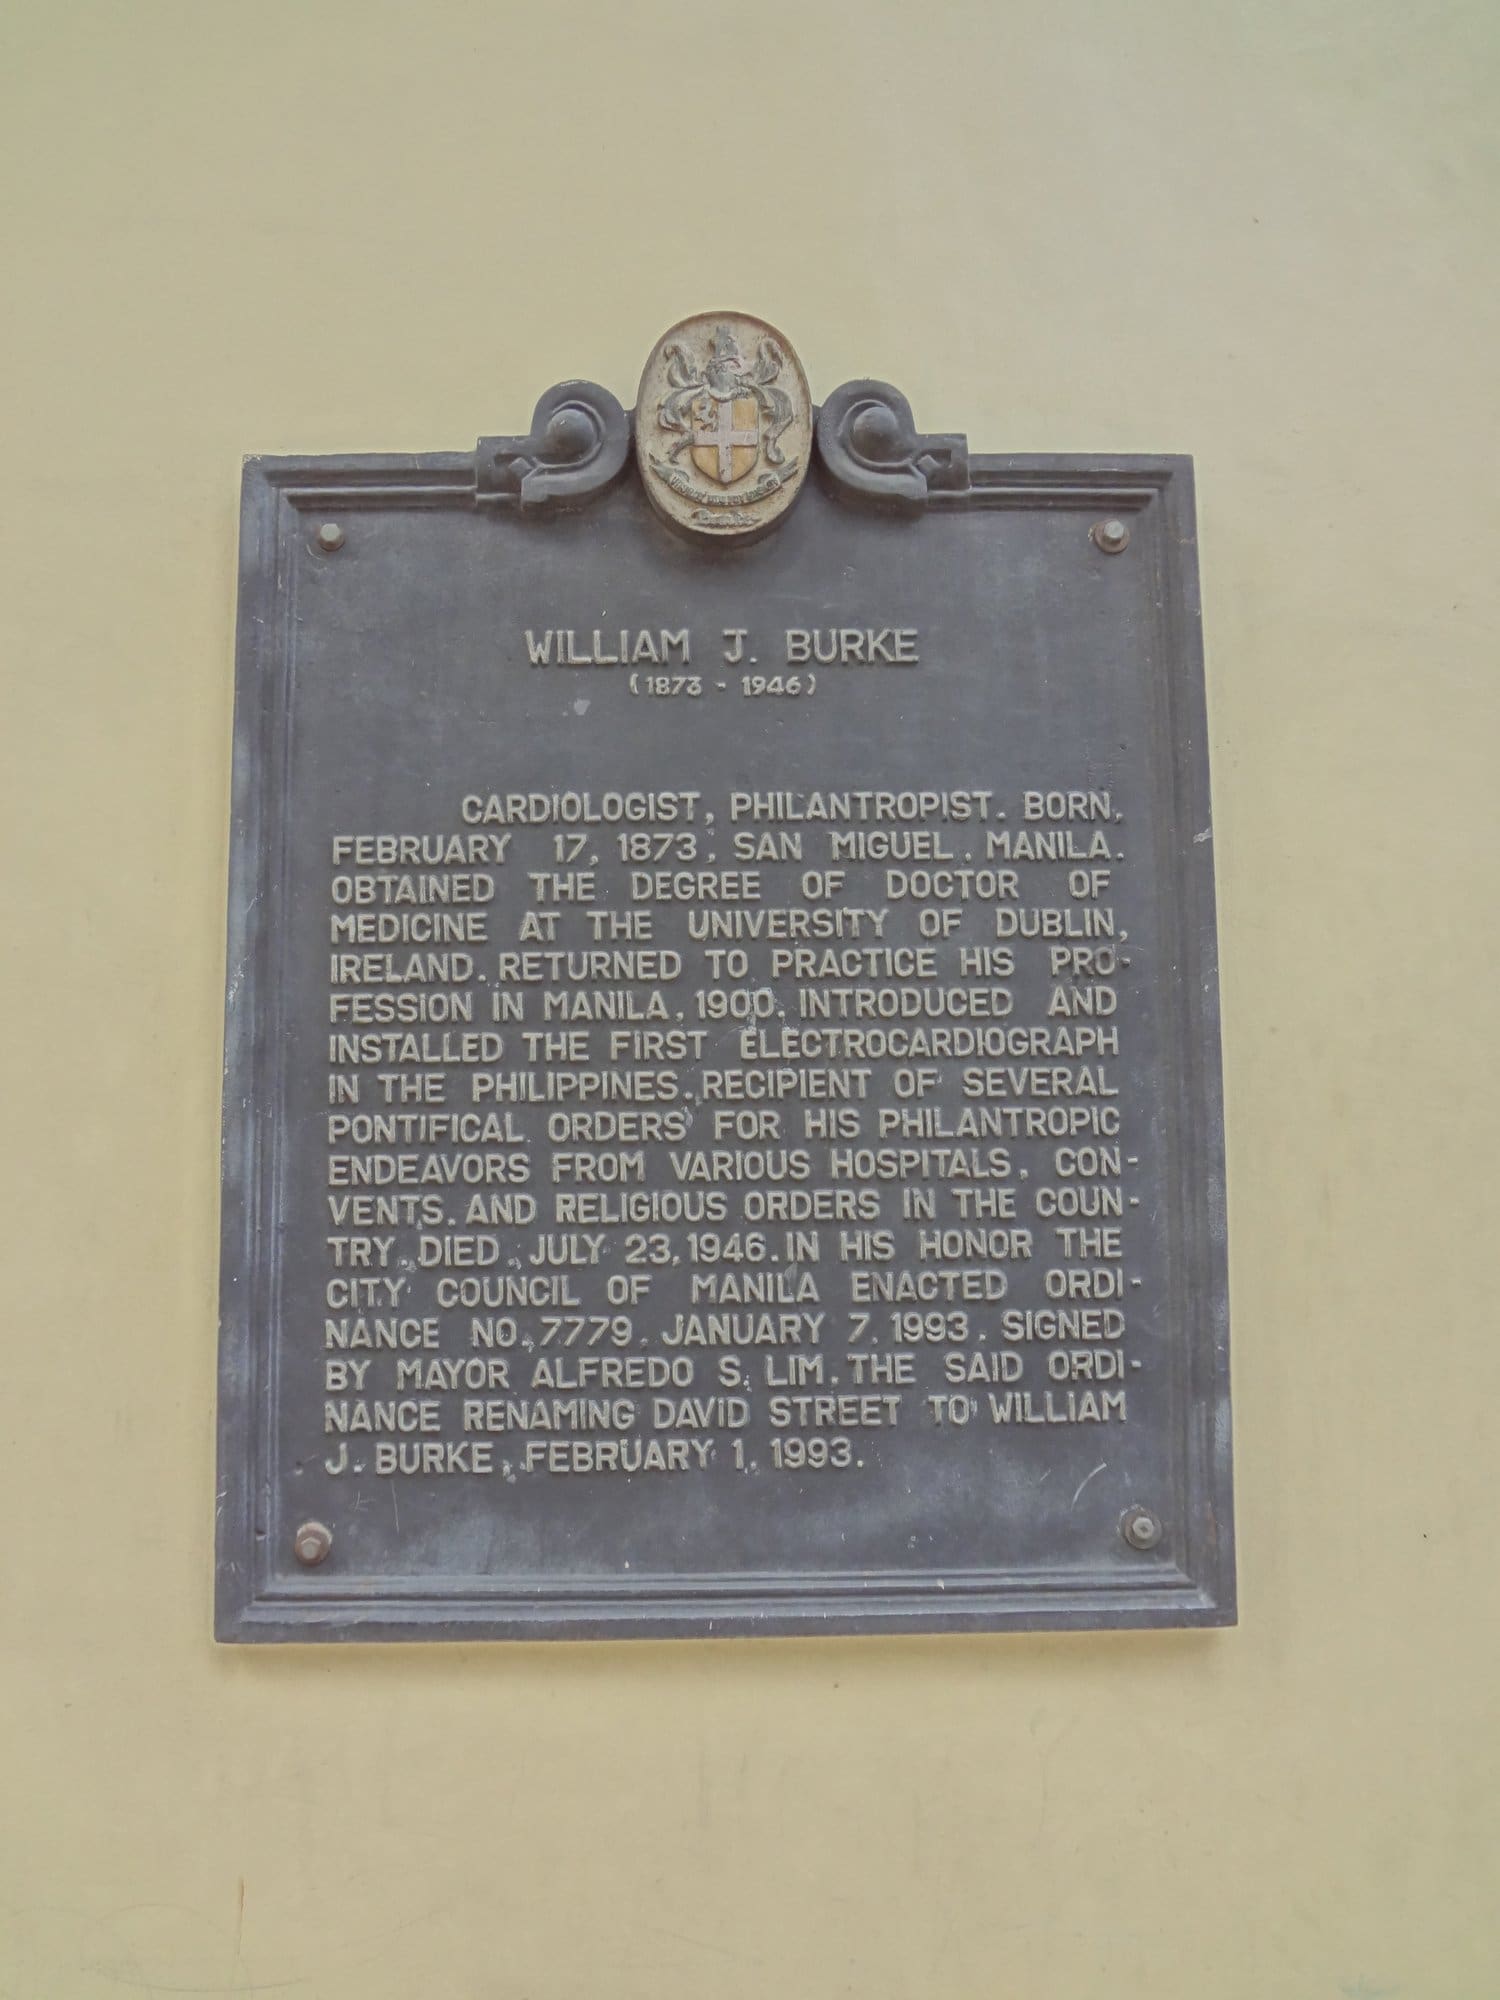 WILLIAM J. BURKE
(1873 - 1946)
CARDIOLOGIST, PHILANTROPIST. BORN,
FEBRUARY 17, 1873, SAN MIGUEL, MANILA.
OBTAINED THE DEGREE OF DOCTOR OF
MEDICINE AT THE UNIVERSITY OF DUBLIN,
IRELAND. RETURNED TO PRACTICE HIS PRO-
FESSION IN MANILA, 1900. INTRODUCED AND
INSTALLED THE FIRST ELECTROCARDIOGRAPH
IN THE PHILIPPINES. RECIPIENT OF SEVERAL
PONTIFICAL ORDERS FOR HIS PHILANTROPIC
ENDEAVORS FROM VARIOUS HOSPITALS, CON-
VENTS. AND RELIGIOUS ORDERS IN THE COUN-
TRY. DIED, JULY 23, 1946. IN HIS HONOR THE
CITY COUNCIL OF MANILA ENACTED ORDI-
NANCE NO. 7779, JANUARY 7, 1993. SIGNED
BY MAYOR ALFREDO S. LIM. THE SAID ORDI-
NANCE RENAMING DAVID STREET TO WILLIAM
J. BURKE, FEBRUARY 1, 1993.